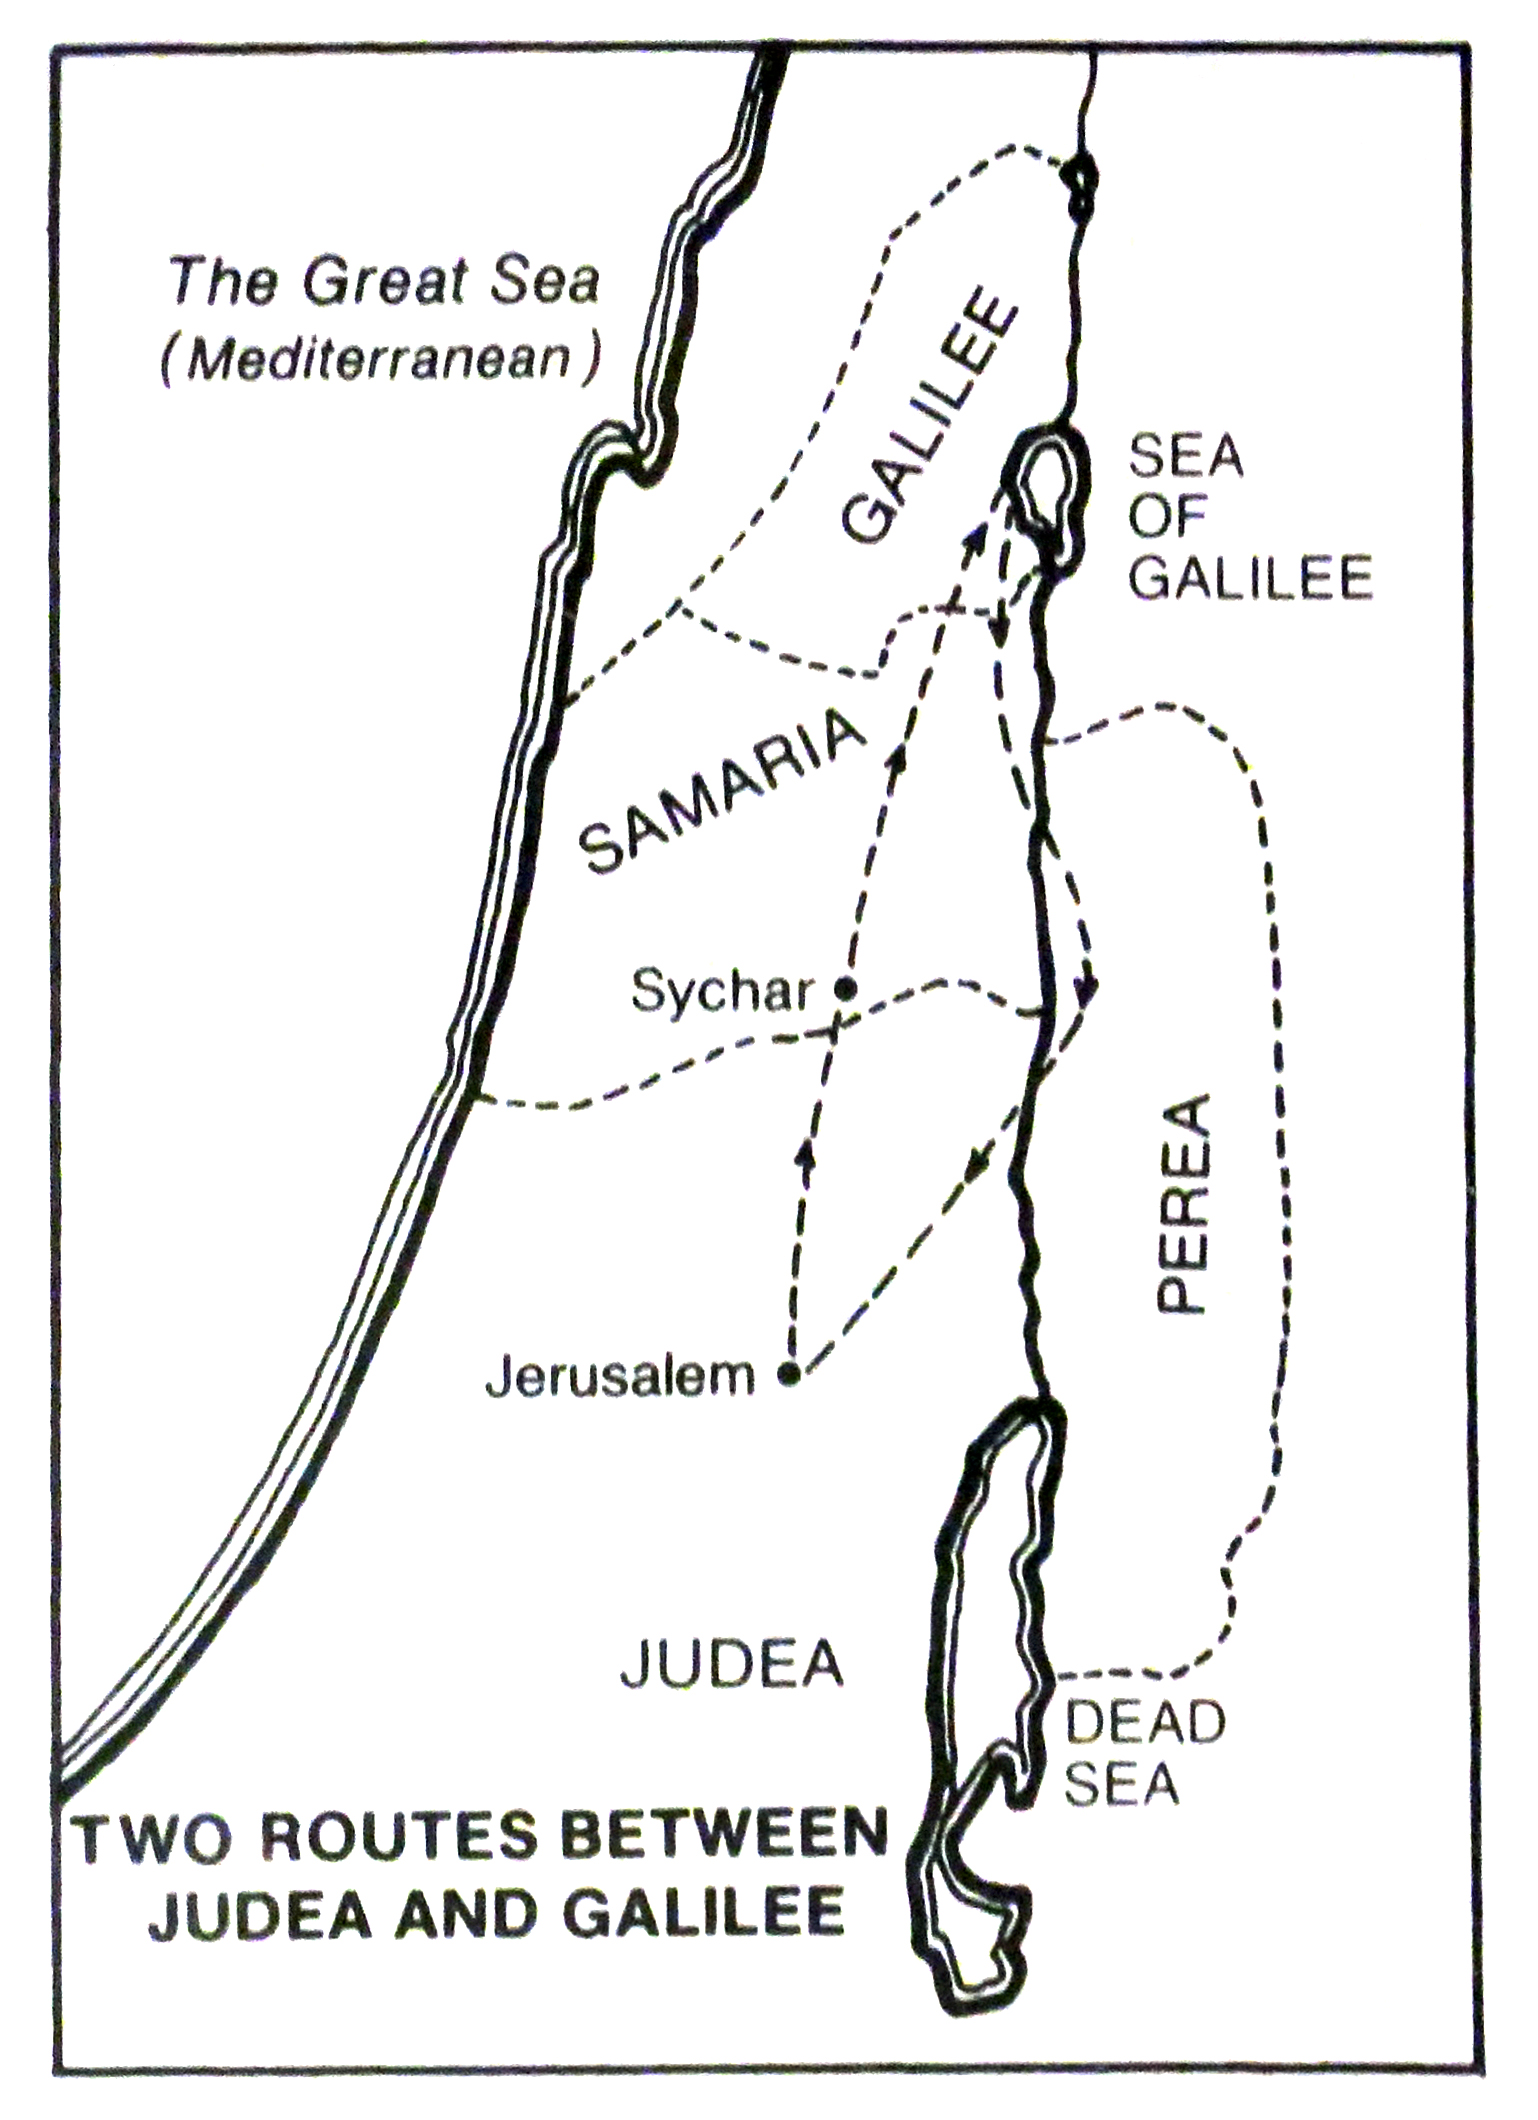 The Great Sea
(Mediterranean)
GALILEE
SEA
OF
GALILEE
SAMARIA
Sychar
PEREA
Jerusalem
JUDEA
DEAD
SEA
TWO ROUTES BETWEEN
JUDEA AND GALILEE